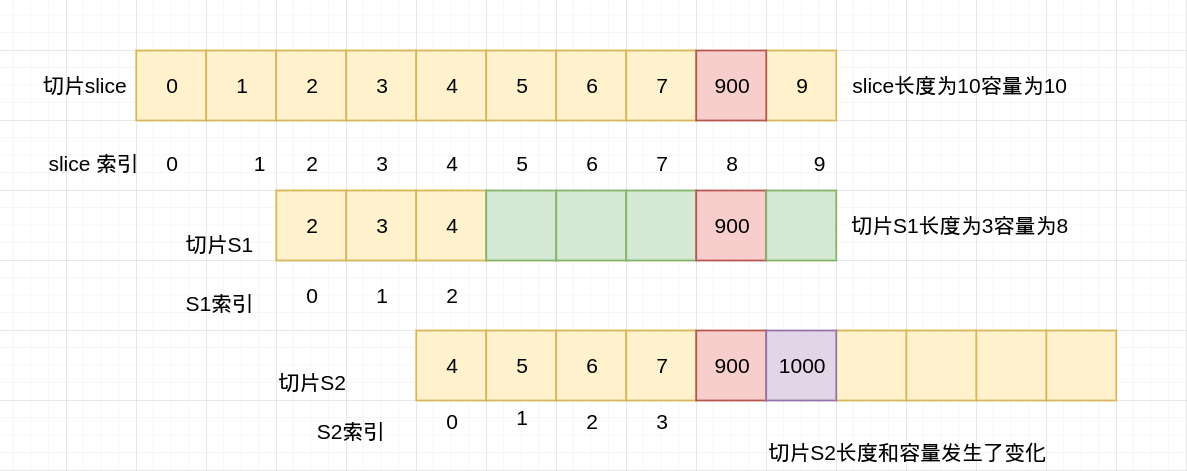 切片slice 0 1 2 3 4 5 6 7 900 9 slice长度为10容量为10
slice 索引 0 1 2 3 4 5 6 7 8 9
切片S1 2 3 4 900 切片S1长度为3容量为8
S1索引 0 1 2
切片S2 4 5 6 7 900 1000
S2索引 0 1 2 3
切片S2长度和容量发生了变化